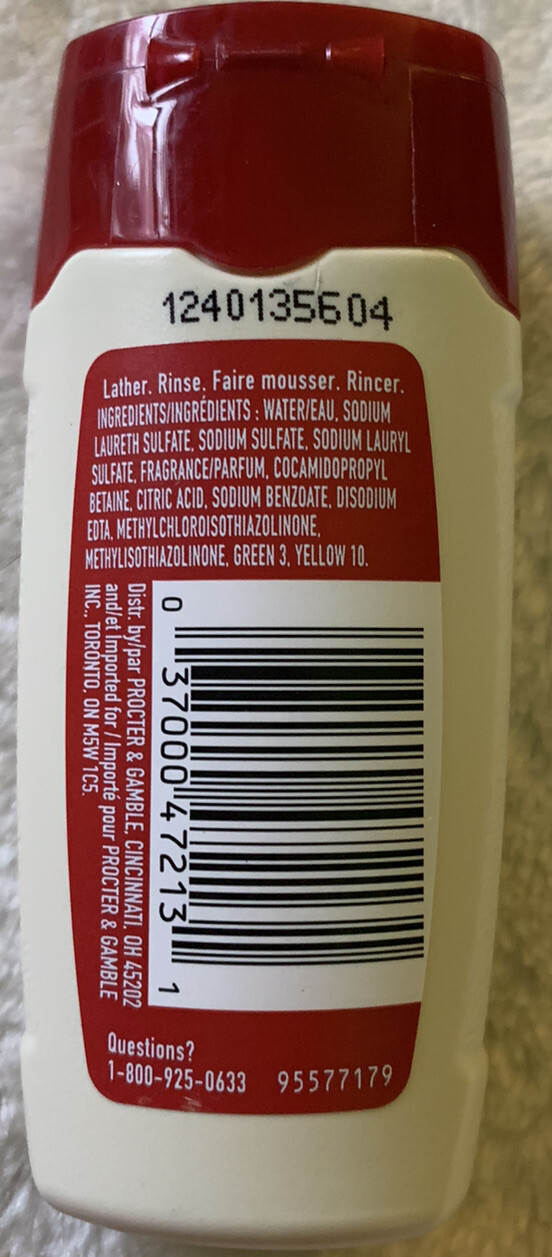 1240135604
Lather. Rinse. Faire mousser. Rincer.
INGREDIENTS/INGRÉDIENTS : WATER/EAU, SODIUM
LAURETH SULFATE, SODIUM SULFATE, SODIUM LAURYL
SULFATE, FRAGRANCE/PARFUM, COCAMIDOPROPYL
BETAINE, CITRIC ACID, SODIUM BENZOATE, DISODIUM
EDTA, METHYLCHLOROISOTHIAZOLINONE,
METHYLISOTHIAZOLINONE, GREEN 3, YELLOW 10.
0 37000 47213 1
Distr. by/par PROCTER & GAMBLE, CINCINNATI, OH 45202
and/et Imported for / Importé pour PROCTER & GAMBLE
INC., TORONTO, ON M5W 1C5.
Questions?
1-800-925-0633 95577179